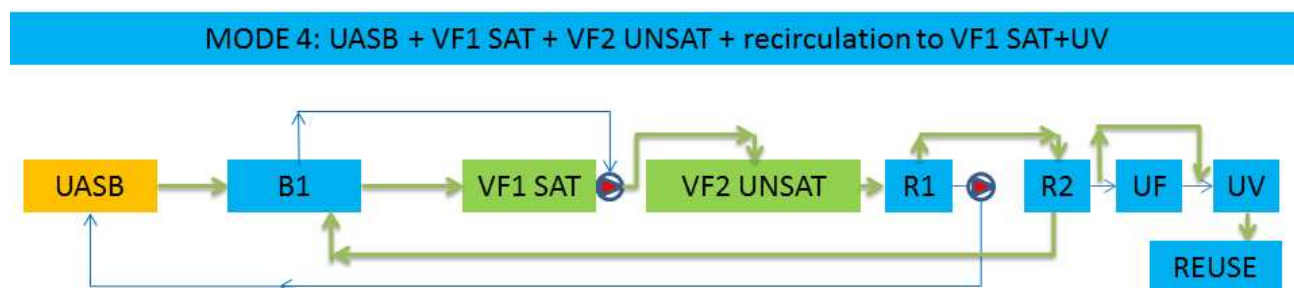 MODE 4: UASB + VF1 SAT + VF2 UNSAT + recirculation to VF1 SAT+UV
UASB
B1
VF1 SAT
VF2 UNSAT
R1
R2
UF
UV
REUSE